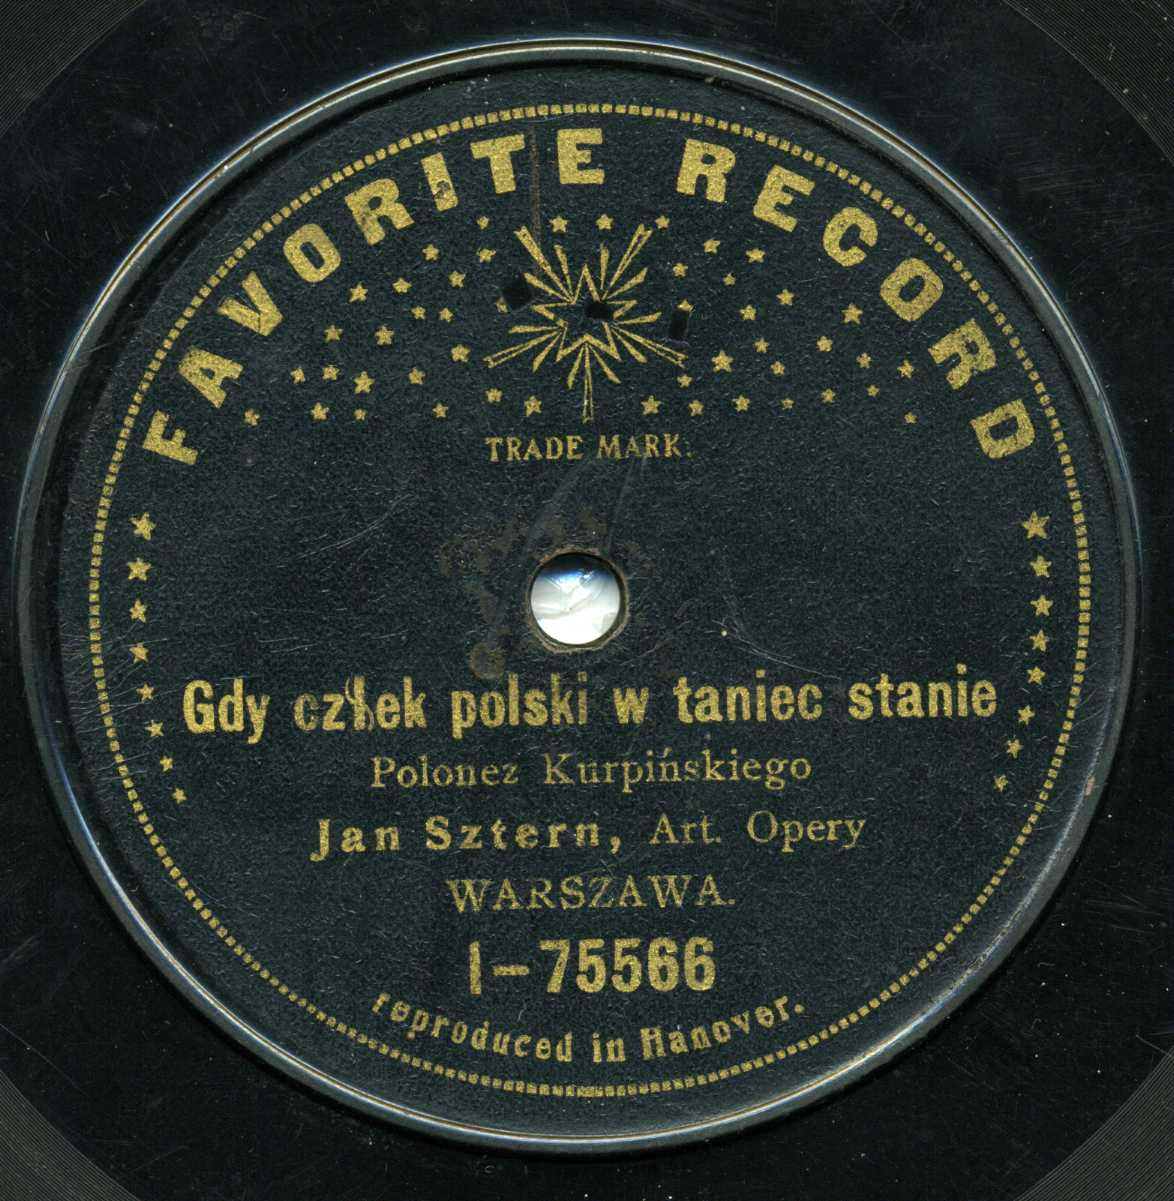 FAVORITE RECORD
TRADE MARK.
Gdy człek polski w taniec stanie
Polonez Kurpińskiego
Jan Sztern, Art. Opery
WARSZAWA.
1-75566
reproduced in Hanover.